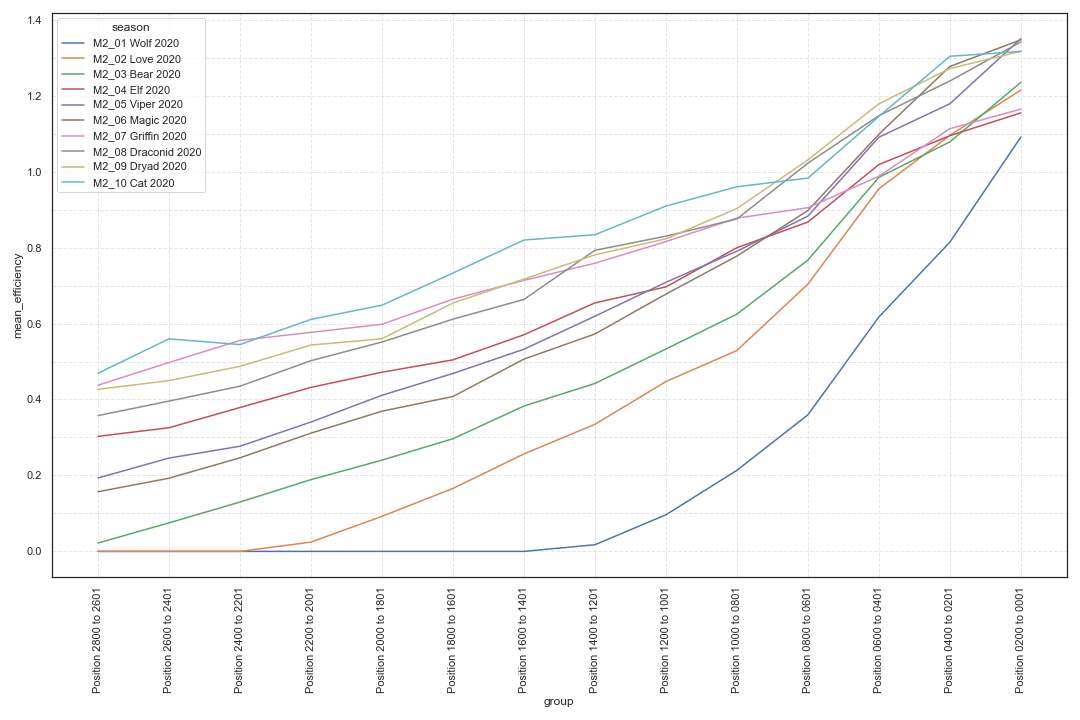 season
M2_01 Wolf 2020
M2_02 Love 2020
M2_03 Bear 2020
M2_04 Elf 2020
M2_05 Viper 2020
M2_06 Magic 2020
M2_07 Griffin 2020
M2_08 Draconid 2020
M2_09 Dryad 2020
M2_10 Cat 2020
mean_efficiency
1.4
1.2
1.0
0.8
0.6
0.4
0.2
0.0
Position 2800 to 2601
Position 2600 to 2401
Position 2400 to 2201
Position 2200 to 2001
Position 2000 to 1801
Position 1800 to 1601
Position 1600 to 1401
Position 1400 to 1201
Position 1200 to 1001
Position 1000 to 0801
Position 0800 to 0601
Position 0600 to 0401
Position 0400 to 0201
Position 0200 to 0001
group